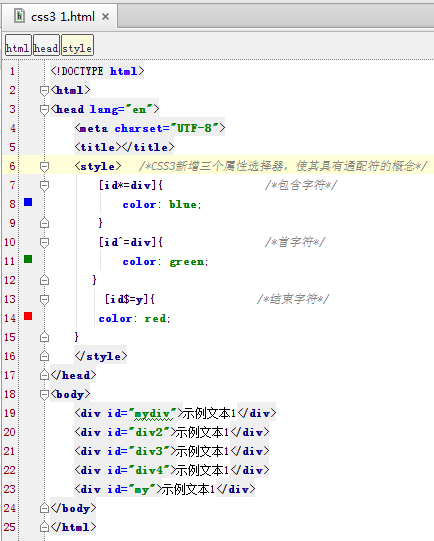 css3 1.html ×
html head style
1 <!DOCTYPE html>
2 <html>
3 <head lang="en">
4 <meta charset="UTF-8">
5 <title></title>
6 <style> /*CSS3新增三个属性选择器，使其具有通配符的概念*/
7 [id*=div]{ /*包含字符*/
8 color: blue;
9 }
10 [id^=div]{ /*首字符*/
11 color: green;
12 }
13 [id$=y]{ /*结束字符*/
14 color: red;
15 }
16 </style>
17 </head>
18 <body>
19 <div id="mydiv">示例文本1</div>
20 <div id="div2">示例文本1</div>
21 <div id="div3">示例文本1</div>
22 <div id="div4">示例文本1</div>
23 <div id="my">示例文本1</div>
24 </body>
25 </html>